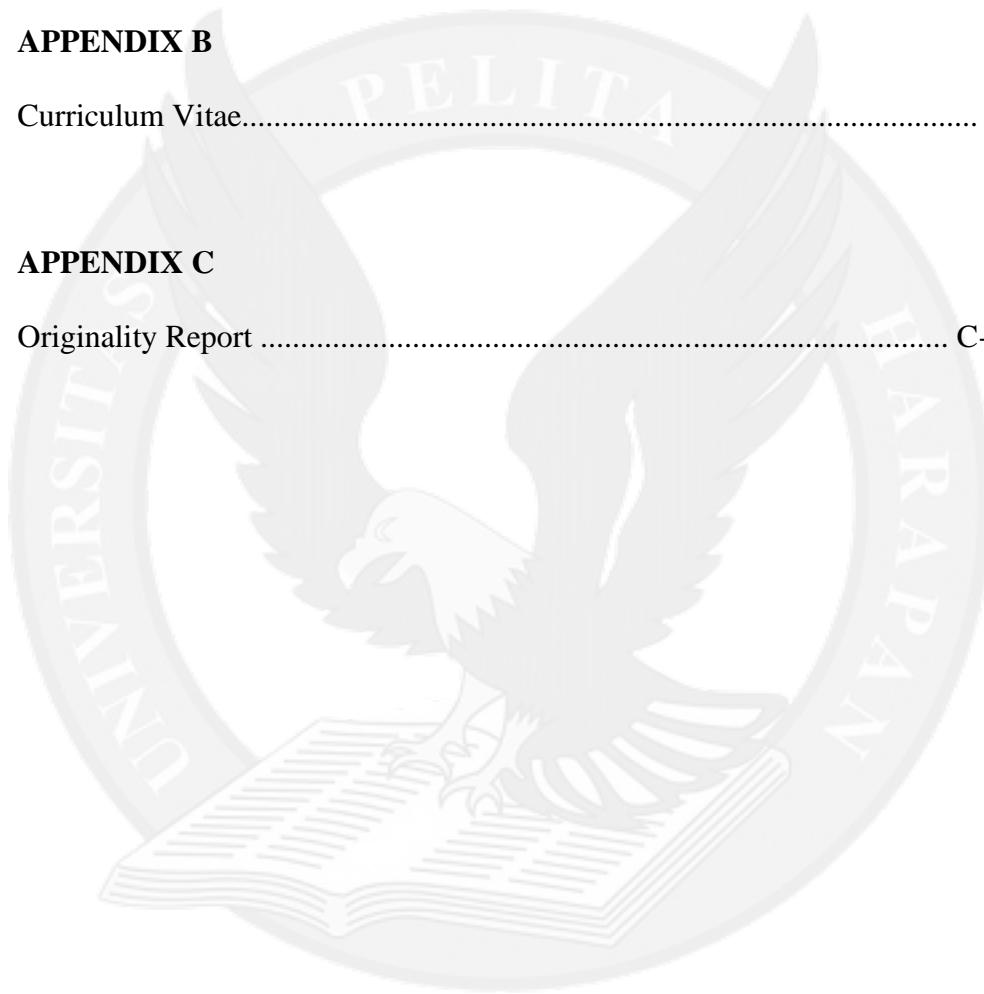 APPENDIX B
PELITA
Curriculum Vitae............................................................................................
APPENDIX C
Originality Report ...................................................................................... C-
UNIVERSITAS
HARAPAN